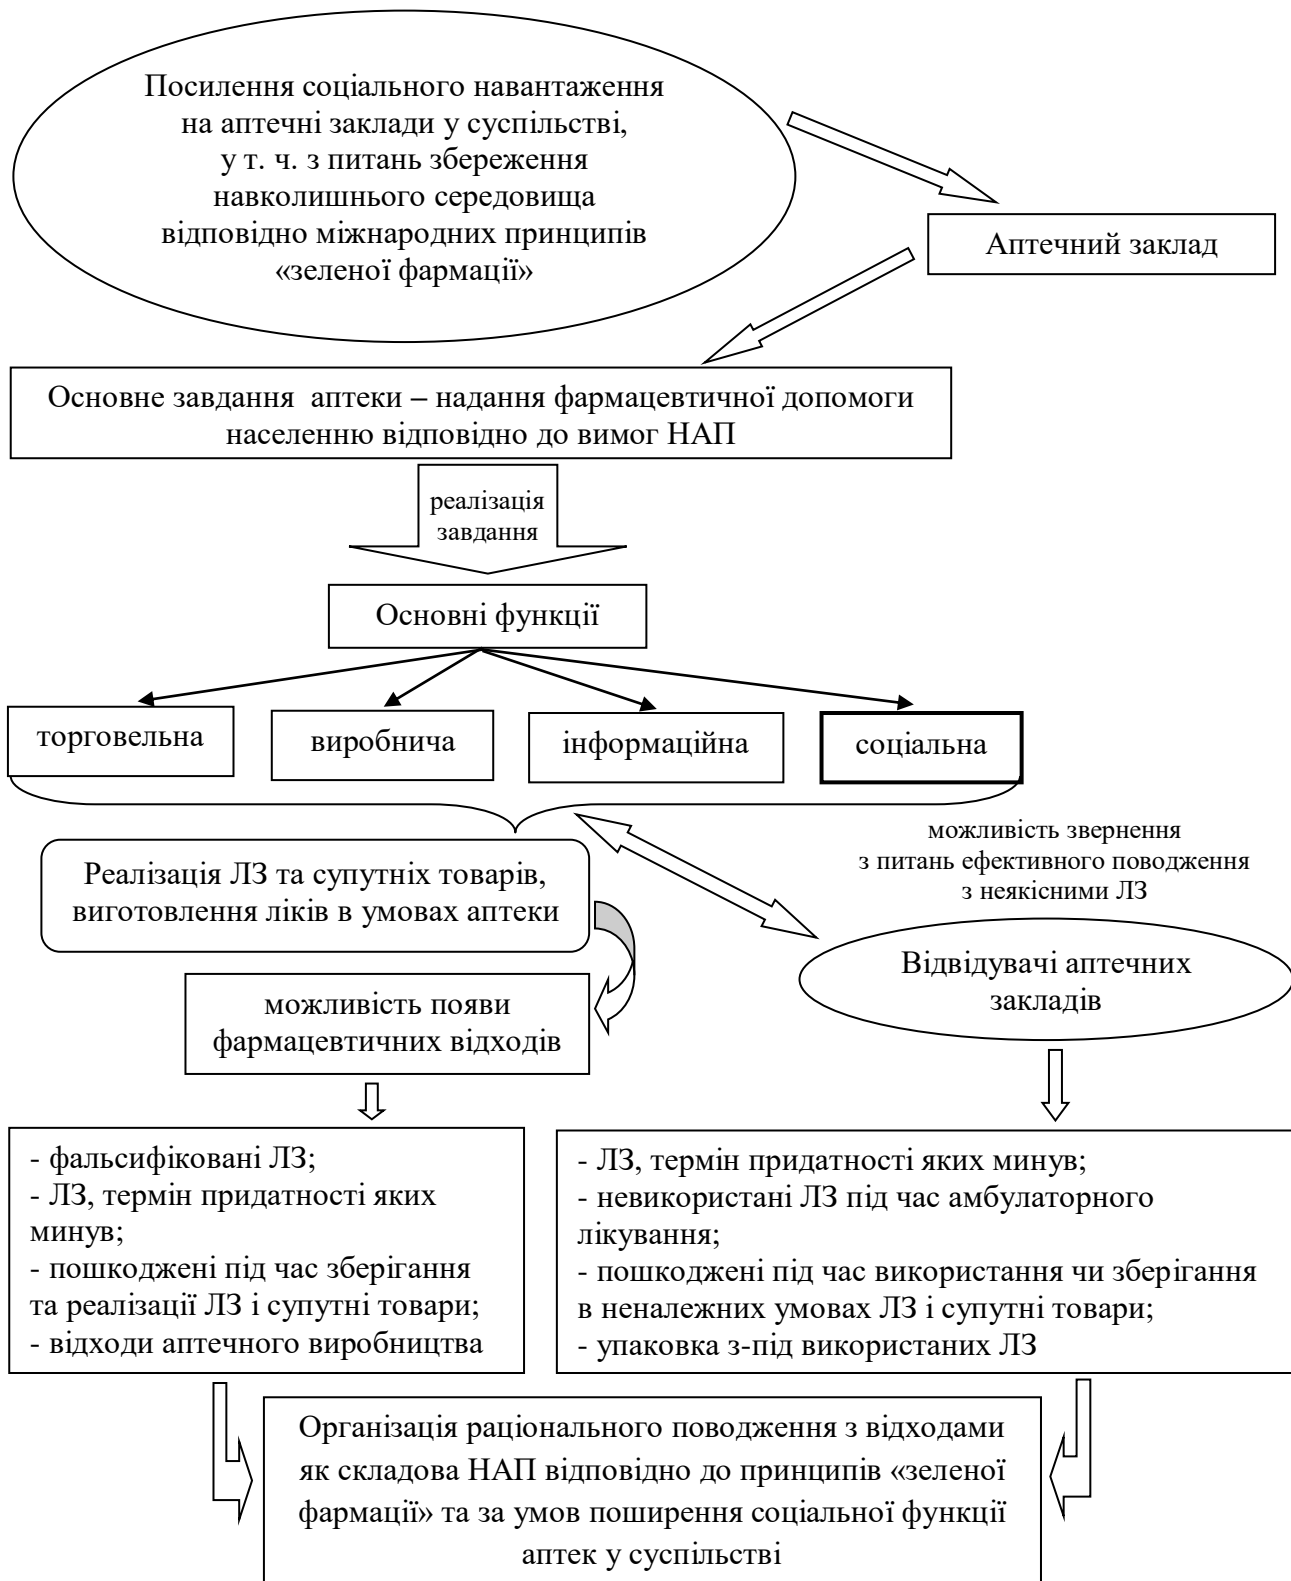 Посилення соціального навантаження
на аптечні заклади у суспільстві,
у т. ч. з питань збереження
навколишнього середовища
відповідно міжнародних принципів
«зеленої фармації»
Аптечний заклад
Основне завдання аптеки – надання фармацевтичної допомоги
населенню відповідно до вимог НАП
реалізація
завдання
Основні функції
торговельна
виробнича
інформаційна
соціальна
можливість звернення
з питань ефективного поводження
з неякісними ЛЗ
Реалізація ЛЗ та супутніх товарів,
виготовлення ліків в умовах аптеки
Відвідувачі аптечних
закладів
можливість появи
фармацевтичних відходів
- фальсифіковані ЛЗ;
- ЛЗ, термін придатності яких
минув;
- пошкоджені під час зберігання
та реалізації ЛЗ і супутні товари;
- відходи аптечного виробництва
- ЛЗ, термін придатності яких минув;
- невикористані ЛЗ під час амбулаторного
лікування;
- пошкоджені під час використання чи зберігання
в неналежних умовах ЛЗ і супутні товари;
- упаковка з-під використаних ЛЗ
Організація раціонального поводження з відходами
як складова НАП відповідно до принципів «зеленої
фармації» та за умов поширення соціальної функції
аптек у суспільстві